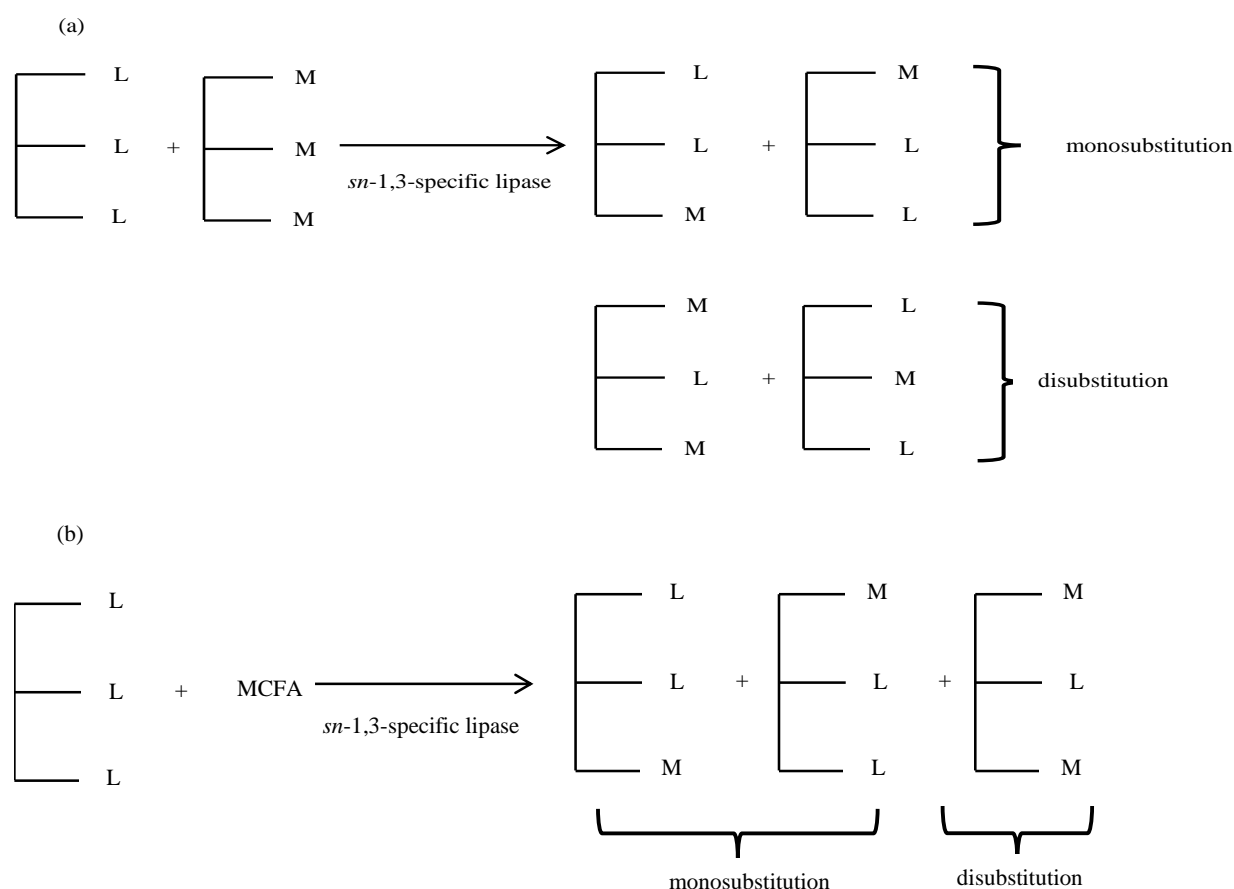 (a)
L M L M
L + M L + L monosubstitution
sn-1,3-specific lipase
L M M L
M L
L + M disubstitution
M L
(b)
L L M M
L + MCFA L + L + L
sn-1,3-specific lipase
L M L M
monosubstitution disubstitution